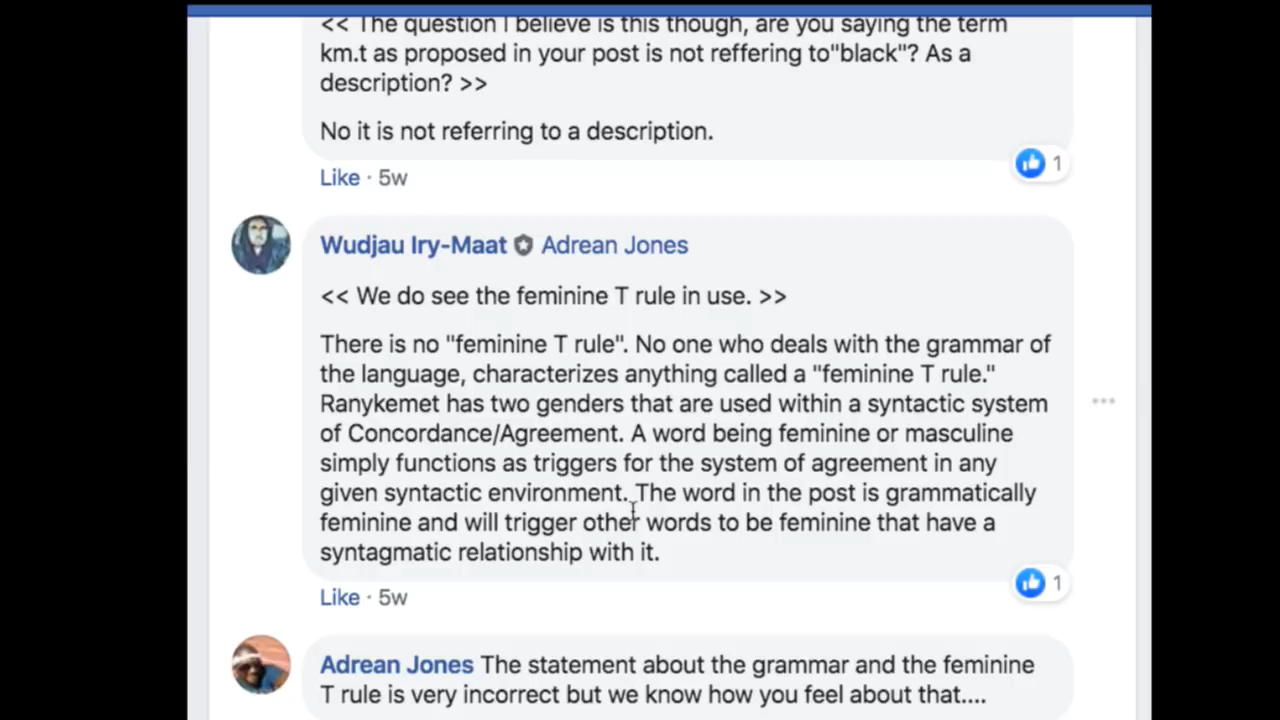 << The question I believe is this though, are you saying the term
km.t as proposed in your post is not reffering to"black"? As a
description? >>
No it is not referring to a description.
1
Like · 5w
Wudjau Iry-Maat Adrean Jones
<< We do see the feminine T rule in use. >>
There is no "feminine T rule". No one who deals with the grammar of
the language, characterizes anything called a "feminine T rule."
Ranykemet has two genders that are used within a syntactic system
of Concordance/Agreement. A word being feminine or masculine
simply functions as triggers for the system of agreement in any
given syntactic environment. The word in the post is grammatically
feminine and will trigger other words to be feminine that have a
syntagmatic relationship with it.
1
Like · 5w
Adrean Jones The statement about the grammar and the feminine
T rule is very incorrect but we know how you feel about that....